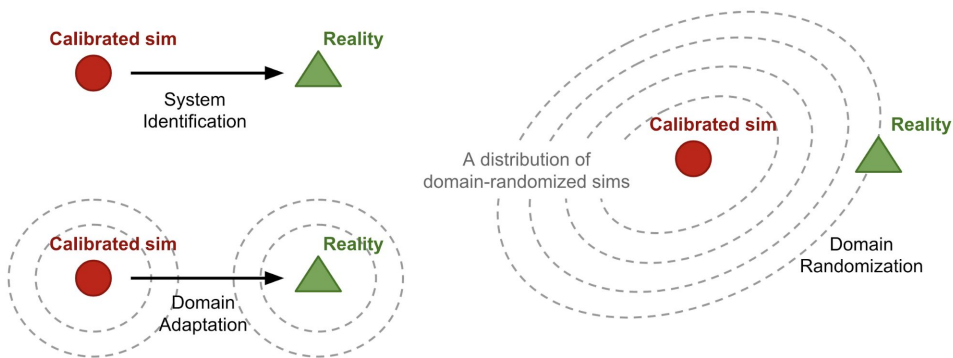 Calibrated sim
Reality
System
Identification
Calibrated sim
Reality
Domain
Adaptation
Calibrated sim
Reality
A distribution of
domain-randomized sims
Domain
Randomization